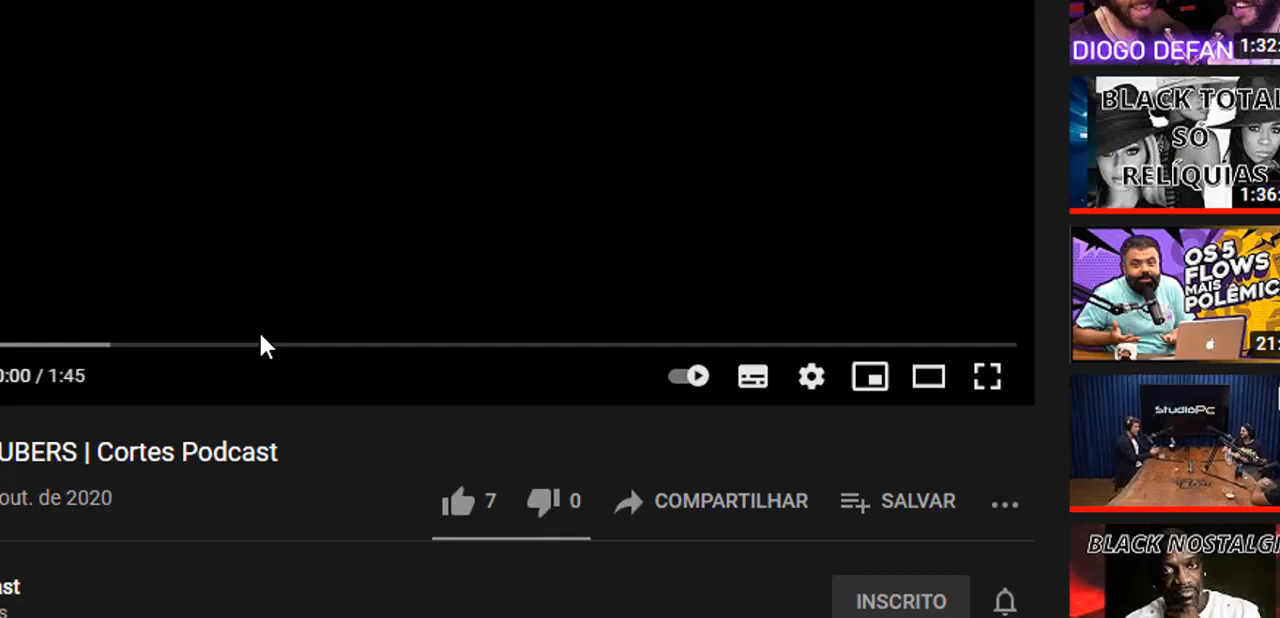 0:00 / 1:45
UBERS | Cortes Podcast
out. de 2020
7
0
COMPARTILHAR
SALVAR
ast
s
INSCRITO
DIOGO DEFAN
1:32:
BLACK TOTAL
SÓ
RELÍQUIAS
1:36:
OS 5
FLOWS
MAIS
POLÊMIC
21:
StudioPC
BLACK NOSTALGI